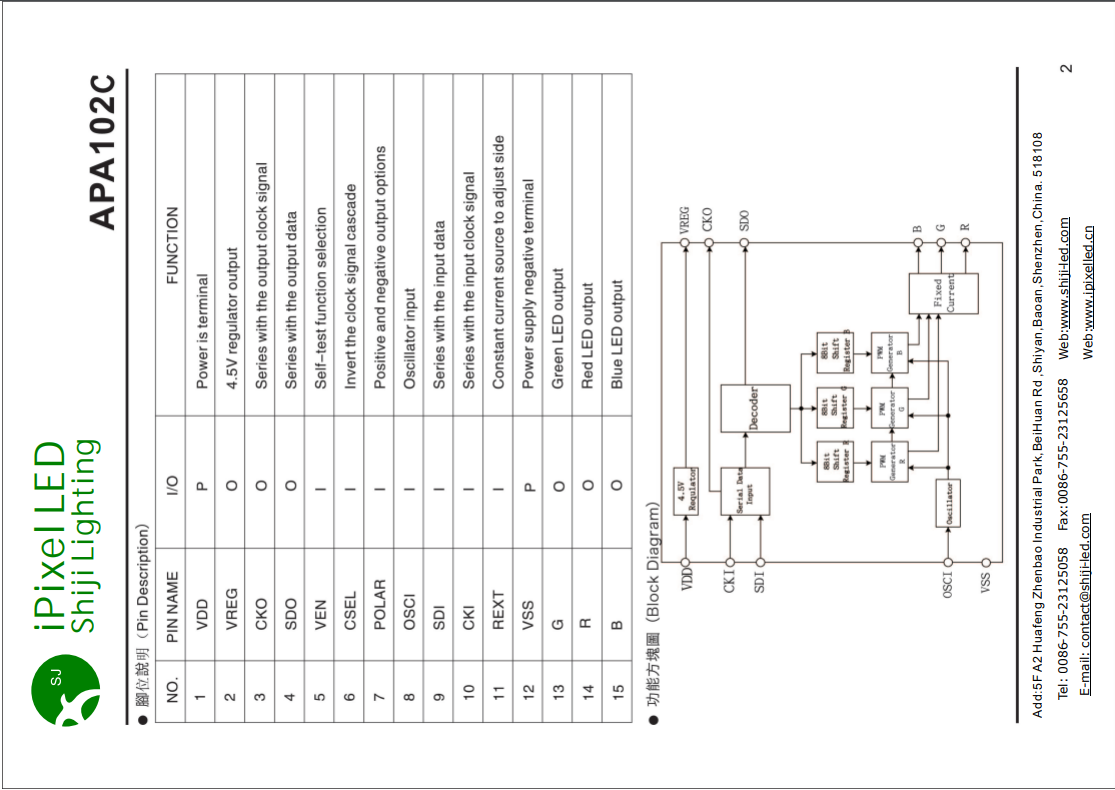 SJ
iPixel LED
Shiji Lighting
APA102C
● 腳位說明（Pin Description）
NO. PIN NAME I/O FUNCTION
1 VDD P Power is terminal
2 VREG O 4.5V regulator output
3 CKO O Series with the output clock signal
4 SDO O Series with the output data
5 VEN I Self-test function selection
6 CSEL I Invert the clock signal cascade
7 POLAR I Positive and negative output options
8 OSCI I Oscillator input
9 SDI I Series with the input data
10 CKI I Series with the input clock signal
11 REXT I Constant current source to adjust side
12 VSS P Power supply negative terminal
13 G O Green LED output
14 R O Red LED output
15 B O Blue LED output
● 功能方塊圖（Block Diagram）
VDD
4.5V
Regulator
VREG
CKO
CKI
SDI
Serial Data
Input
Decoder
SDO
8Bit
Shift
Register R
8Bit
Shift
Register G
8Bit
Shift
Register B
PWM
Generator
R
PWM
Generator
G
PWM
Generator
B
Fixed
Current
B
G
R
OSCI
Oscillator
VSS
Add:5F A2 Huafeng Zhenbao Industrial Park,BeiHuan Rd.,Shiyan,Baoan,Shenzhen,China. 518108
Tel: 0086-755-23125058 Fax:0086-755-23125658 Web:www.shiji-led.com
E-mail: contact@shiji-led.com Web:www.ipixelled.cn
2